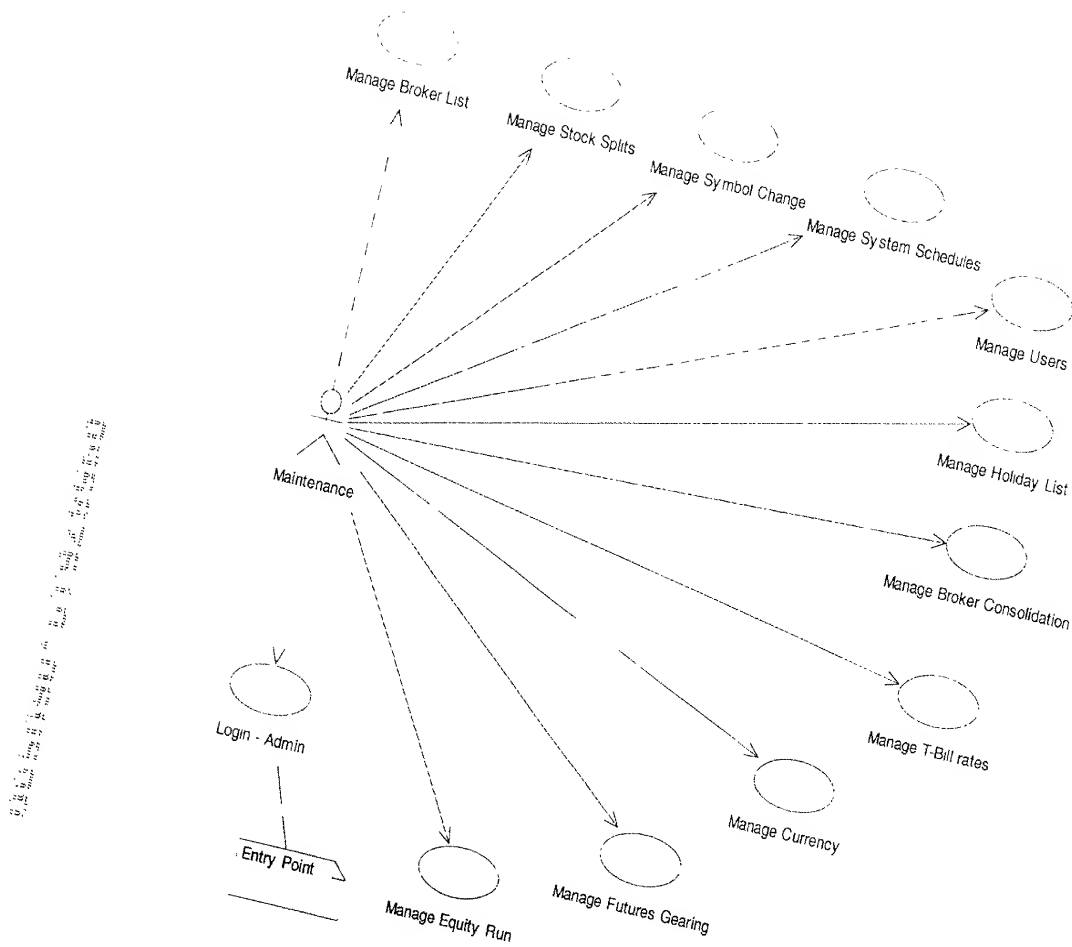 Manage Broker List
Manage Stock Splits
Manage Symbol Change
Manage System Schedules
Manage Users
Manage Holiday List
Maintenance
Manage Broker Consolidation
Manage T-Bill rates
Login - Admin
Manage Currency
Entry Point
Manage Futures Gearing
Manage Equity Run